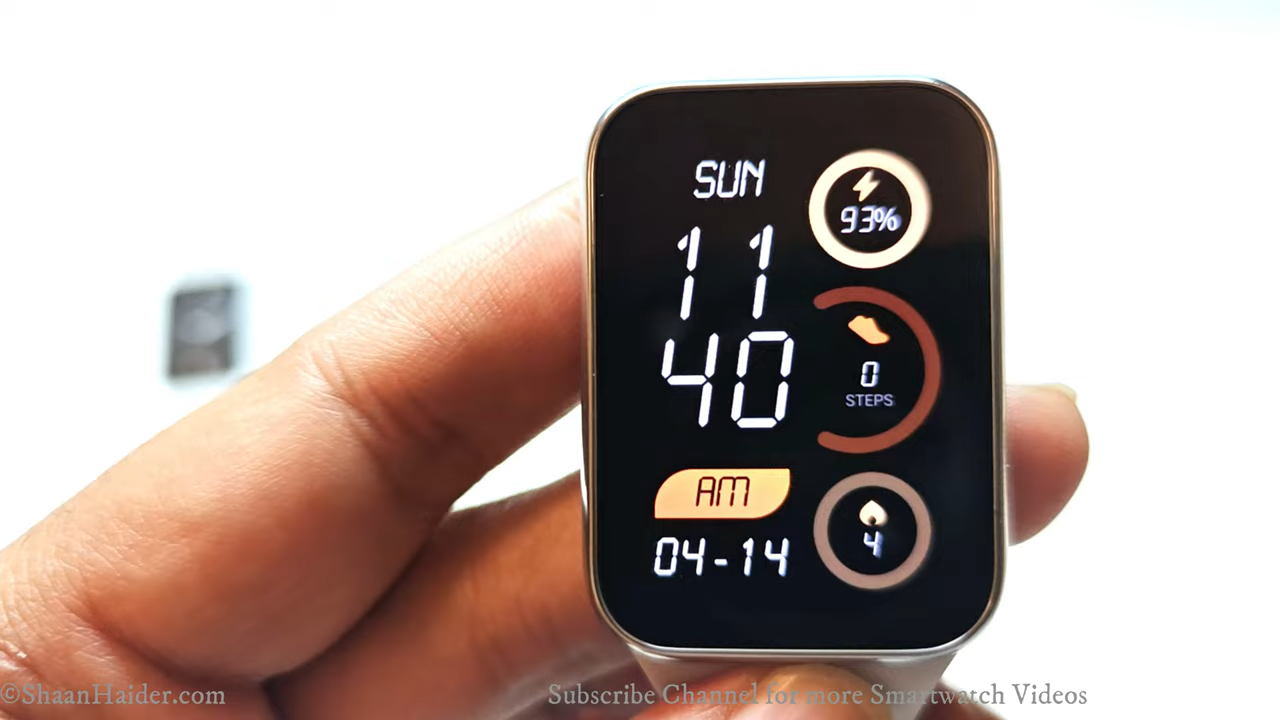 SUN
11
40
AM
04-14
93%
0
STEPS
4
©ShaanHaider.com
Subscribe Channel for more Smartwatch Videos